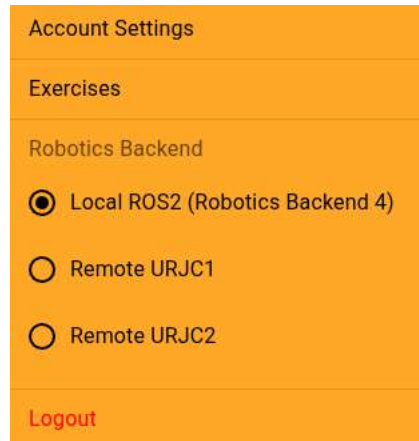 Account Settings
Exercises
Robotics Backend
Local ROS2 (Robotics Backend 4)
Remote URJC1
Remote URJC2
Logout